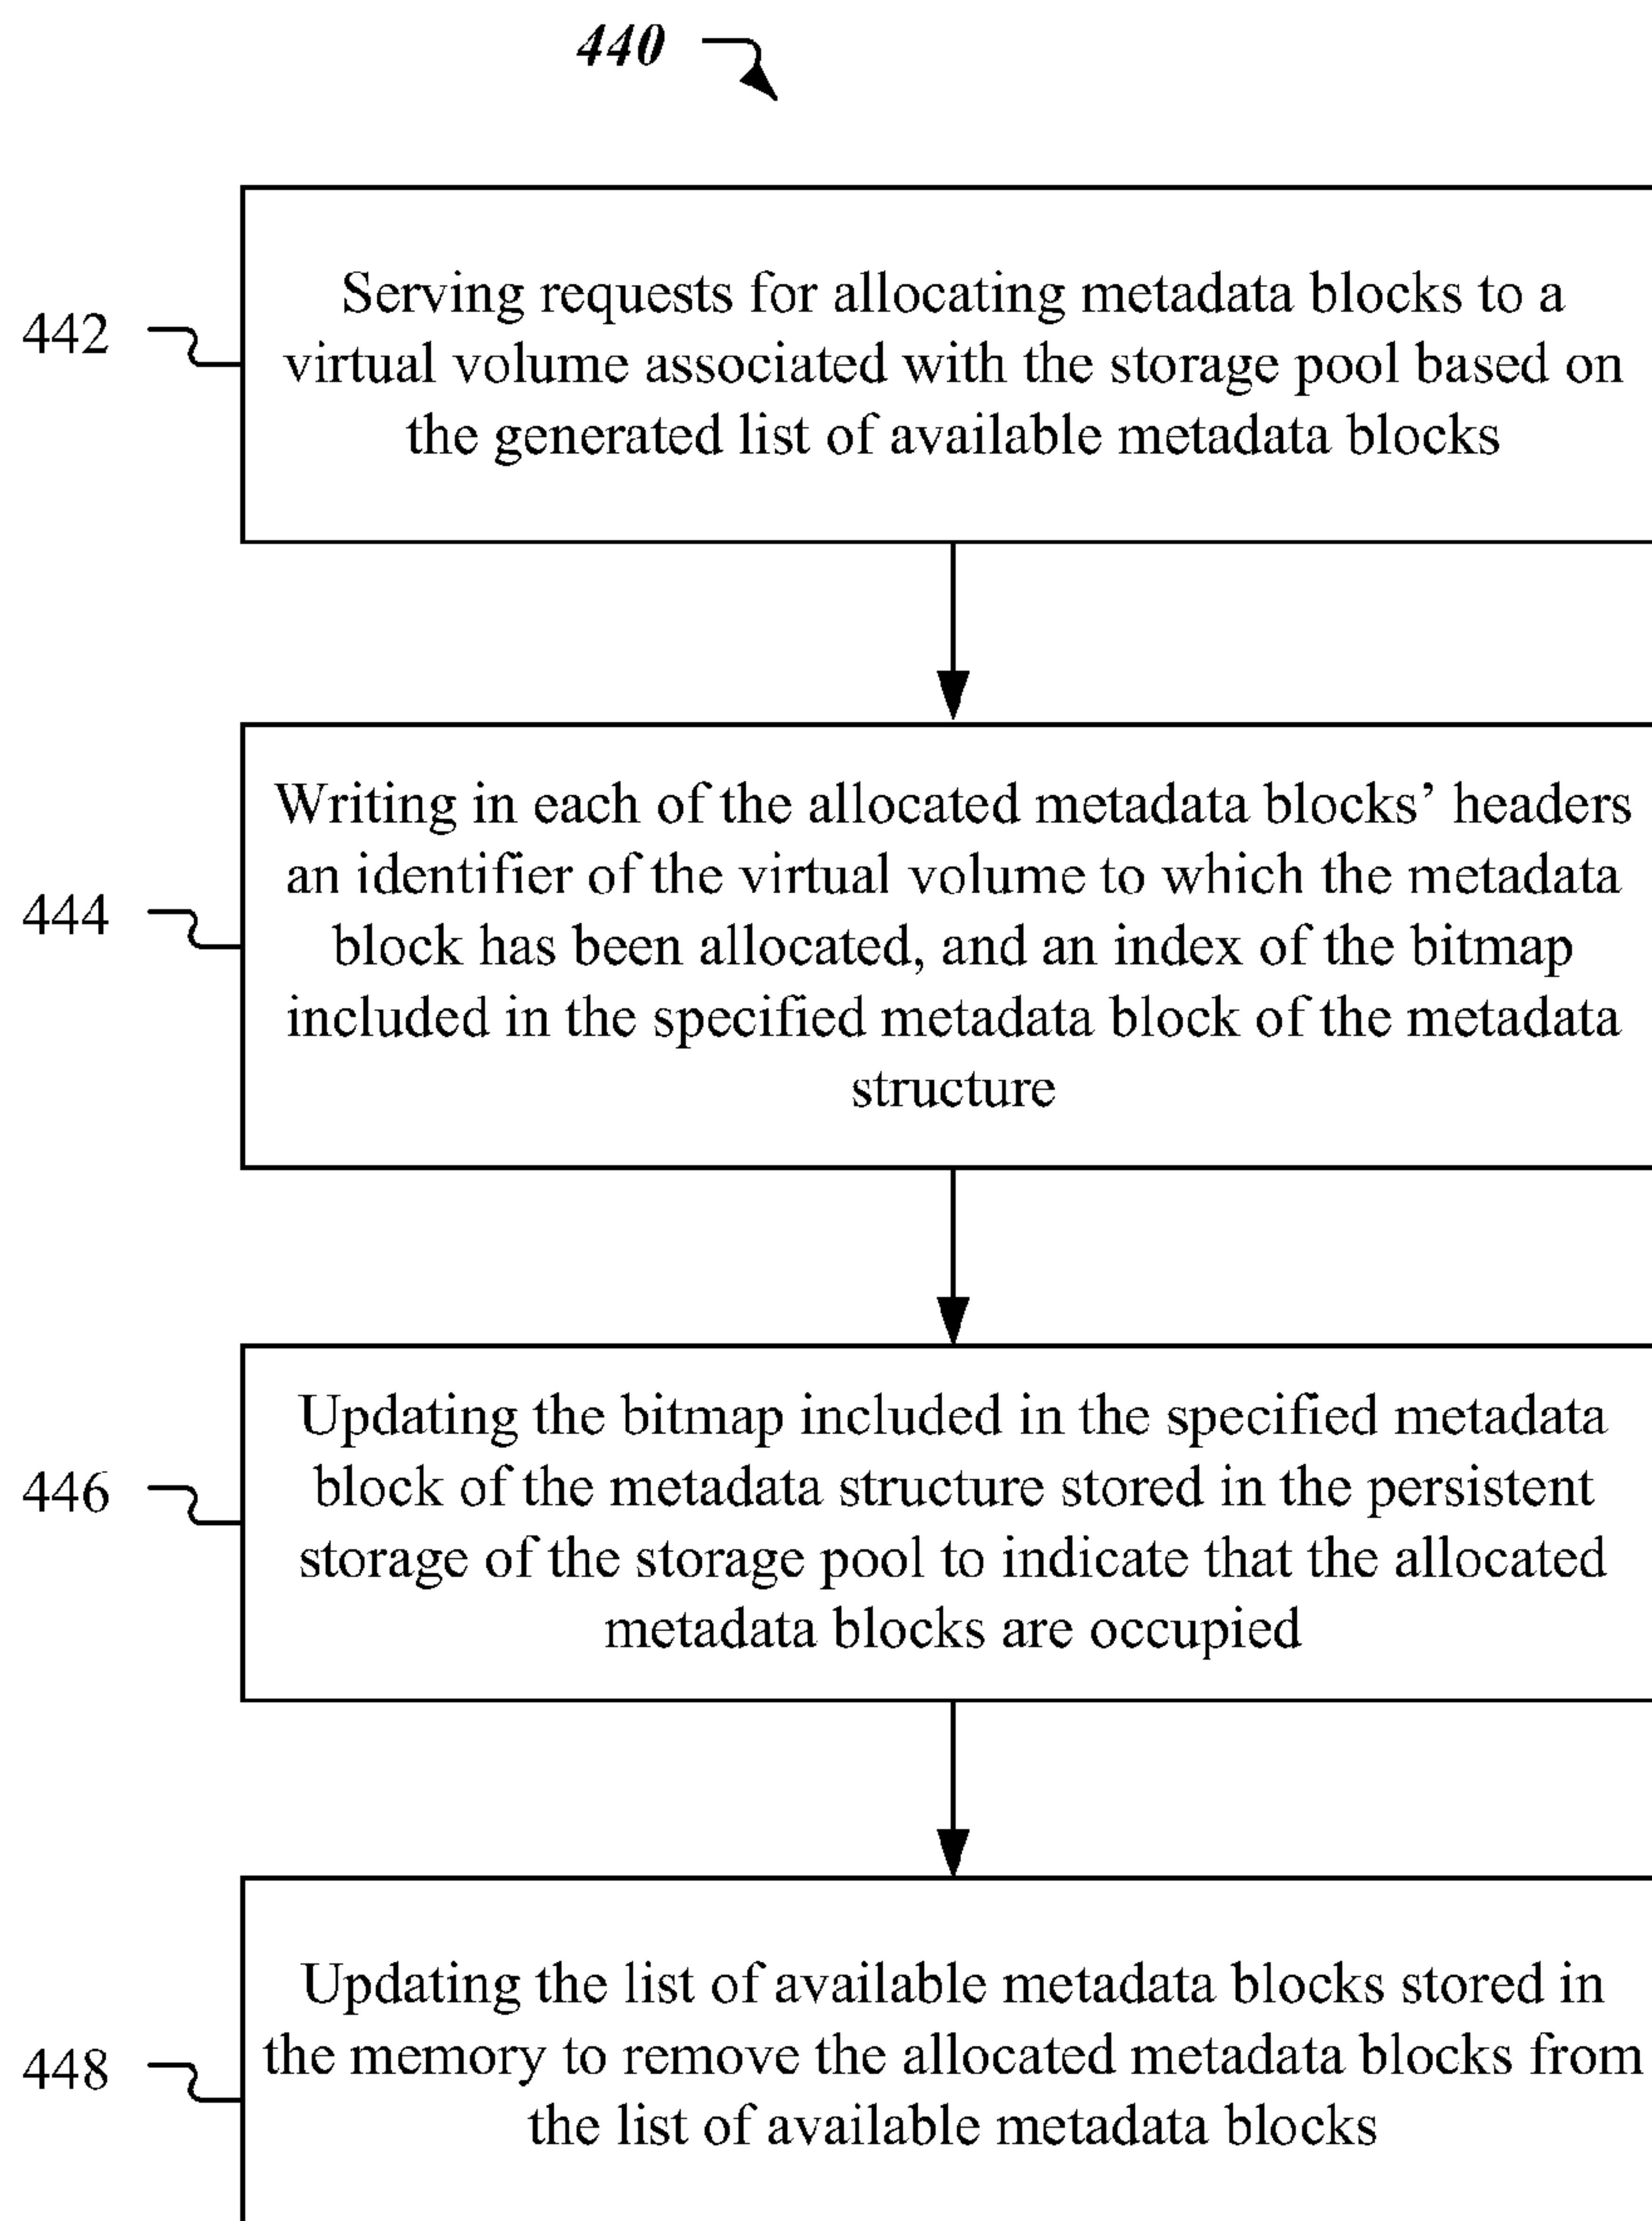 440
442
Serving requests for allocating metadata blocks to a
virtual volume associated with the storage pool based on
the generated list of available metadata blocks
444
Writing in each of the allocated metadata blocks’ headers
an identifier of the virtual volume to which the metadata
block has been allocated, and an index of the bitmap
included in the specified metadata block of the metadata
structure
446
Updating the bitmap included in the specified metadata
block of the metadata structure stored in the persistent
storage of the storage pool to indicate that the allocated
metadata blocks are occupied
448
Updating the list of available metadata blocks stored in
the memory to remove the allocated metadata blocks from
the list of available metadata blocks